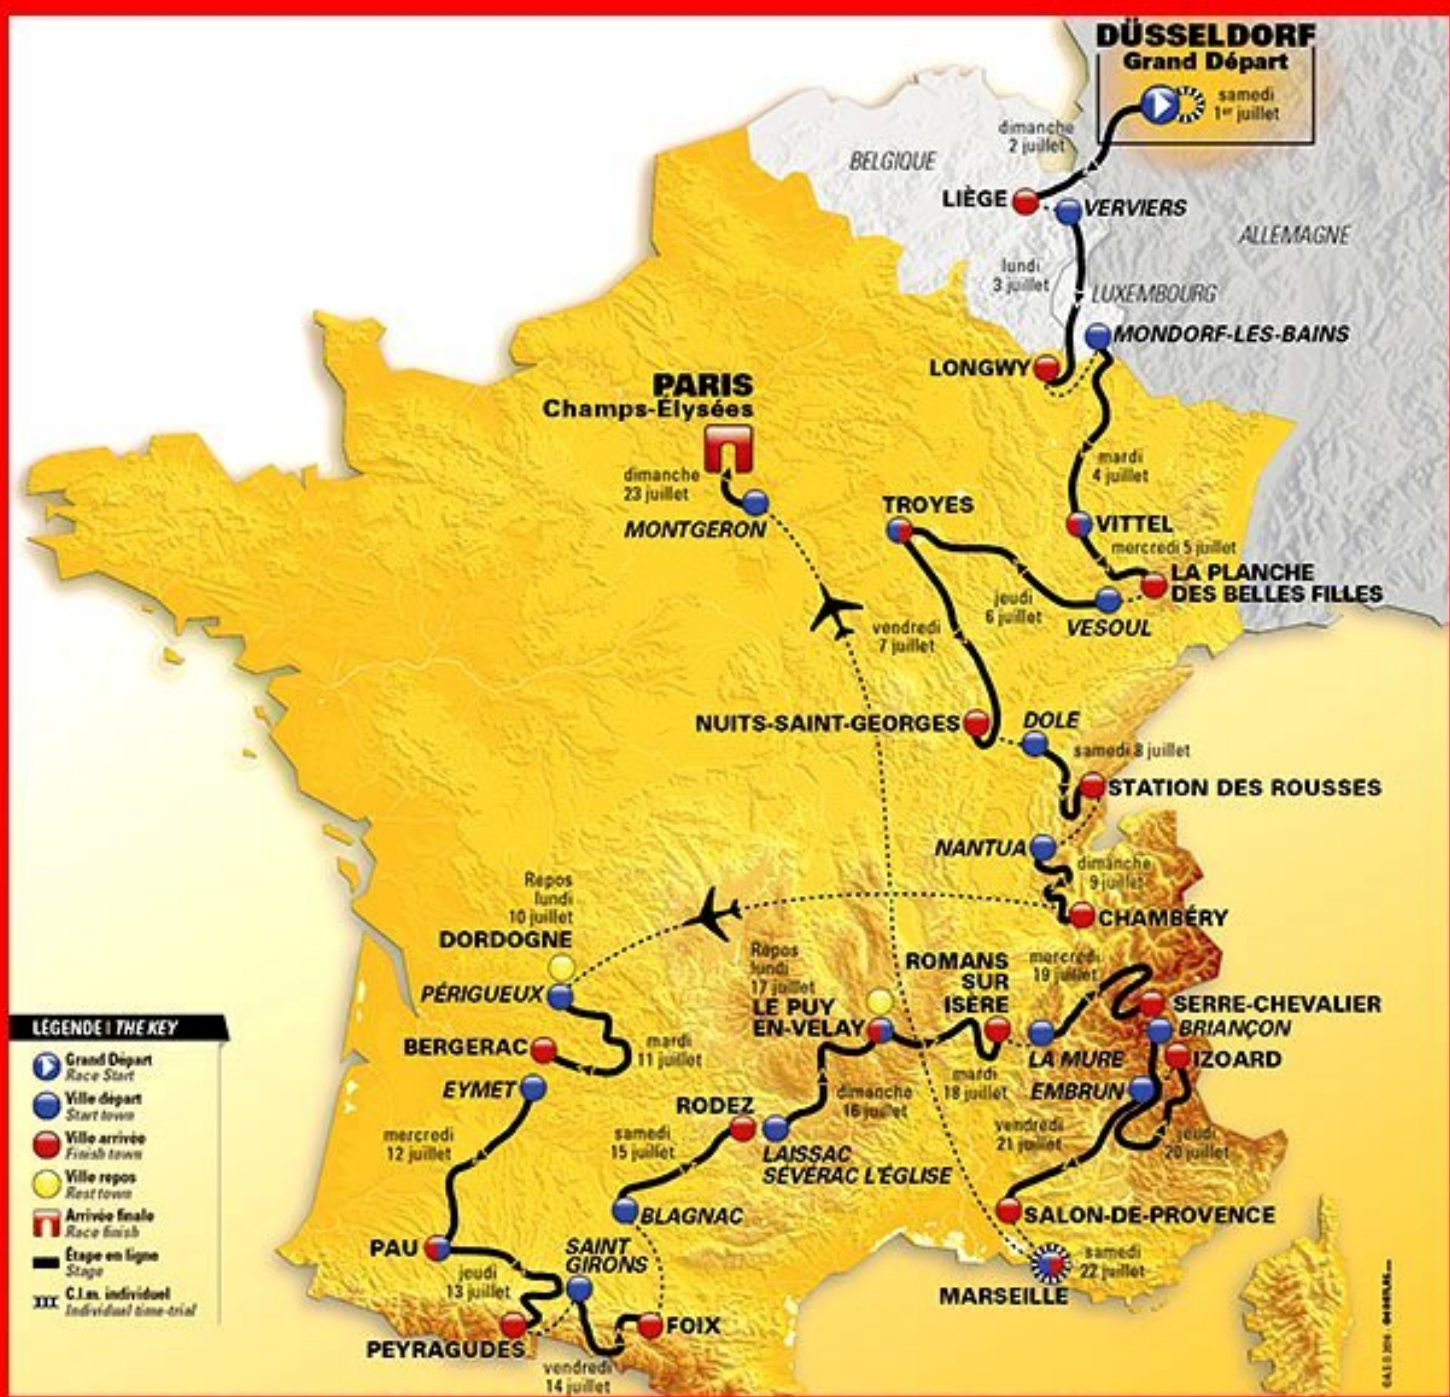 DÜSSELDORF
Grand Départ
samedi
1er juillet
dimanche
2 juillet
BELGIQUE
LIÈGE
VERVIERS
ALLEMAGNE
lundi
3 juillet
LUXEMBOURG
MONDORF-LES-BAINS
LONGWY
PARIS
Champs-Élysées
dimanche
23 juillet
MONTGERON
mardi
4 juillet
TROYES
VITTEL
mercredi 5 juillet
LA PLANCHE
DES BELLES FILLES
jeudi
6 juillet
VESOUL
vendredi
7 juillet
NUITS-SAINT-GEORGES
DOLE
samedi 8 juillet
STATION DES ROUSSES
NANTUA
dimanche
9 juillet
CHAMBÉRY
Repos
lundi
10 juillet
DORDOGNE
PÉRIGUEUX
BERGERAC
mardi
11 juillet
EYMET
mercredi
12 juillet
PAU
jeudi
13 juillet
PEYRAGUDES
SAINT
GIRONS
vendredi
14 juillet
FOIX
BLAGNAC
samedi
15 juillet
RODEZ
LAISSAC
SÉVÉRAC L'ÉGLISE
dimanche
16 juillet
Repos
lundi
17 juillet
LE PUY
EN-VELAY
ROMANS
SUR
ISÈRE
mardi
18 juillet
LA MURE
mercredi
19 juillet
SERRE-CHEVALIER
BRIANÇON
IZOARD
jeudi
20 juillet
EMBRUN
vendredi
21 juillet
SALON-DE-PROVENCE
samedi
22 juillet
MARSEILLE
LÉGENDE | THE KEY
Grand Départ
Race Start
Ville départ
Start town
Ville arrivée
Finish town
Ville repos
Rest town
Arrivée finale
Race finish
Étape en ligne
Stage
C.l.m. individuel
Individual time-trial